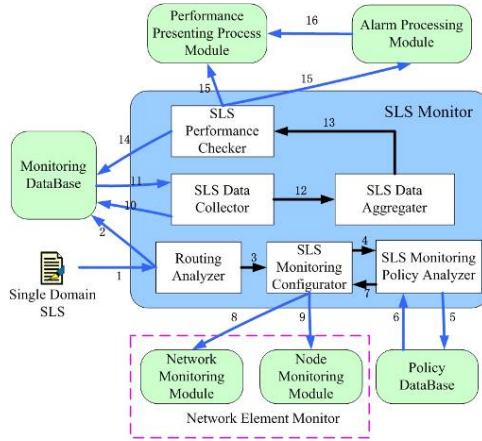 Performance
Presenting Process
Module
16
Alarm Processing
Module
15
15
SLS Monitor
SLS
Performance
Checker
13
14
Monitoring
DataBase
11
10
SLS Data
Collector
12
SLS Data
Aggregater
2
1
Single Domain
SLS
Routing
Analyzer
3
SLS
Monitoring
Configurator
4
7
SLS Monitoring
Policy Analyzer
8
9
6
5
Network
Monitoring
Module
Node
Monitoring
Module
Policy
DataBase
Network Element Monitor